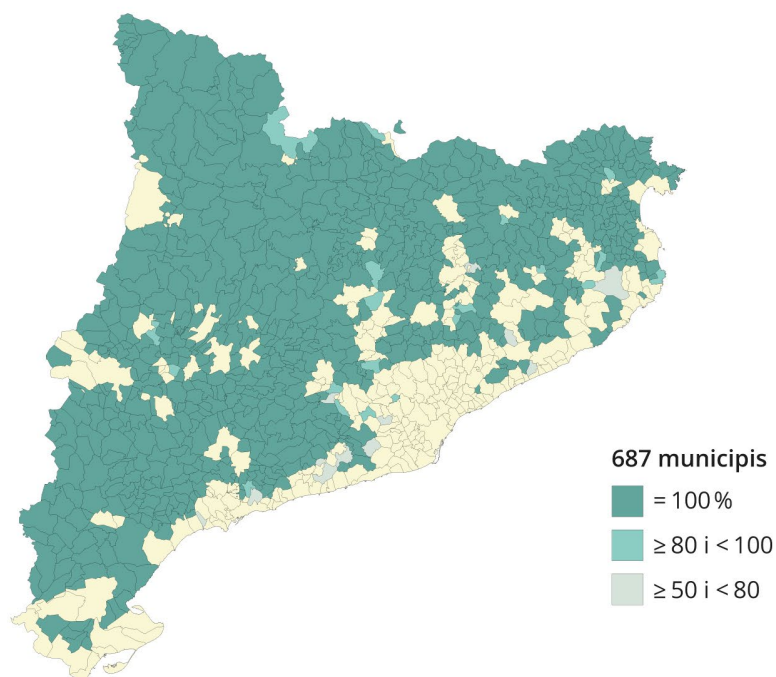 687 municipis
= 100 %
≥ 80 i < 100
≥ 50 i < 80